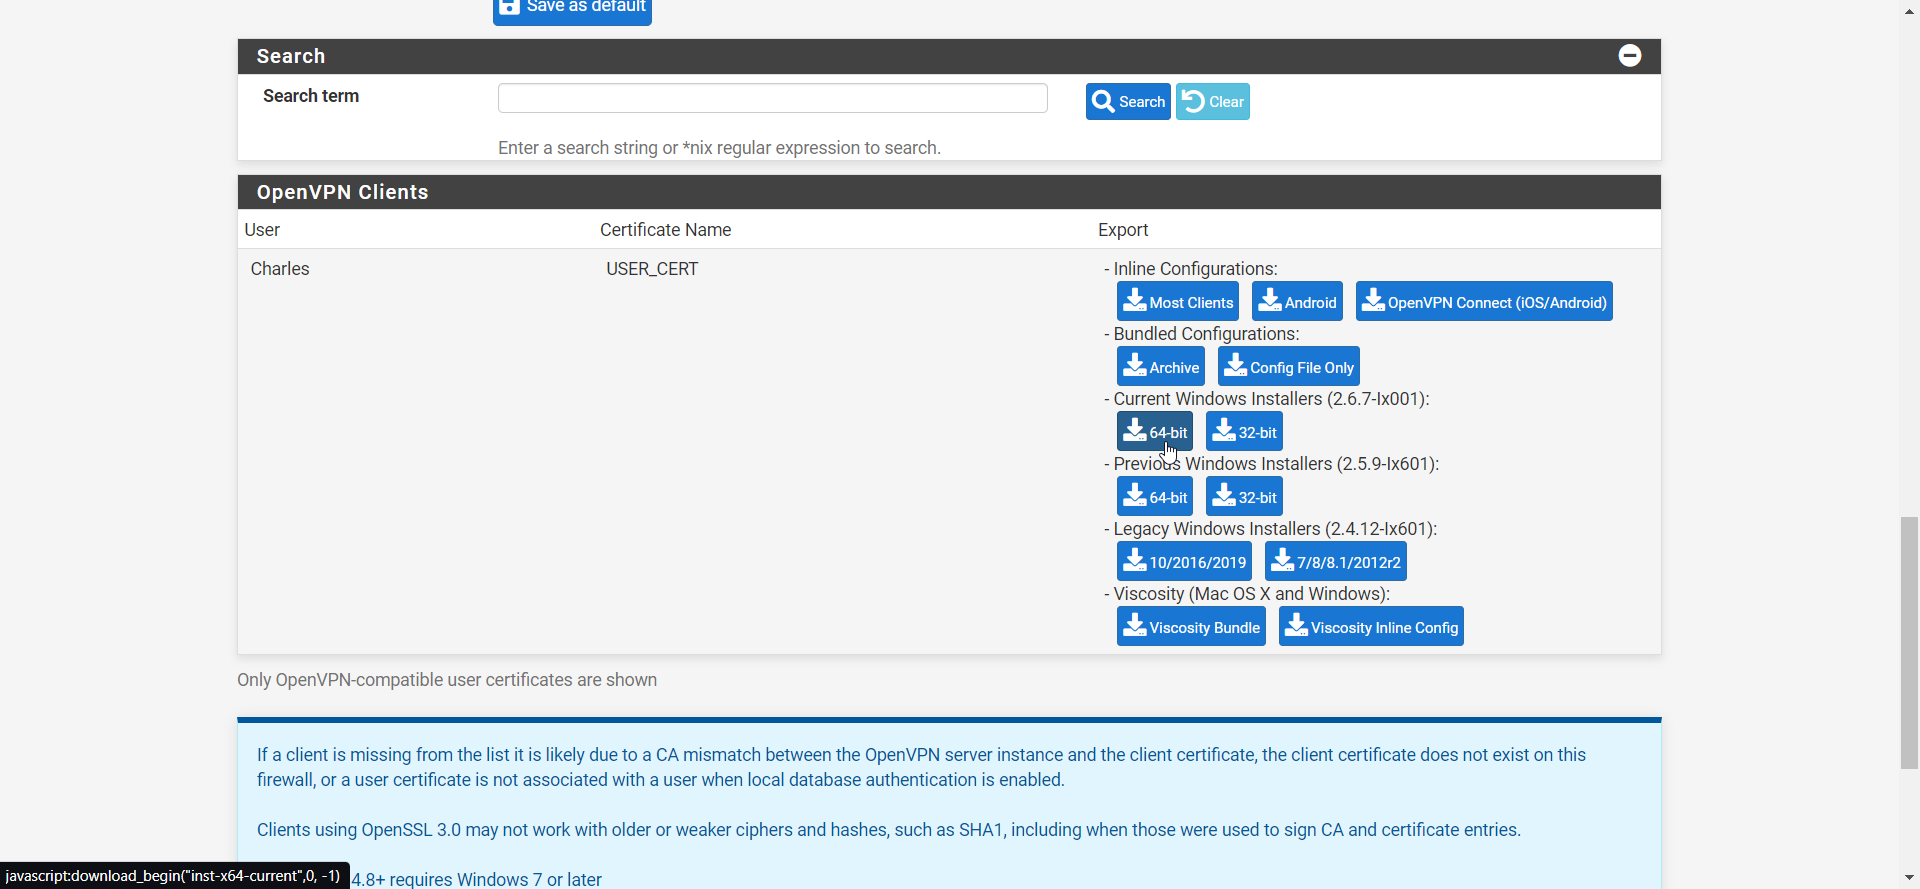 Save as default
Search
Search term
Search Clear
Enter a search string or *nix regular expression to search.
OpenVPN Clients
User Certificate Name Export
Charles USER_CERT - Inline Configurations:
Most Clients Android OpenVPN Connect (iOS/Android)
- Bundled Configurations:
Archive Config File Only
- Current Windows Installers (2.6.7-Ix001):
64-bit 32-bit
- Previous Windows Installers (2.5.9-Ix601):
64-bit 32-bit
- Legacy Windows Installers (2.4.12-Ix601):
10/2016/2019 7/8/8.1/2012r2
- Viscosity (Mac OS X and Windows):
Viscosity Bundle Viscosity Inline Config
Only OpenVPN-compatible user certificates are shown
If a client is missing from the list it is likely due to a CA mismatch between the OpenVPN server instance and the client certificate, the client certificate does not exist on this
firewall, or a user certificate is not associated with a user when local database authentication is enabled.
Clients using OpenSSL 3.0 may not work with older or weaker ciphers and hashes, such as SHA1, including when those were used to sign CA and certificate entries.
javascript:download_begin("inst-x64-current",0, -1) 4.8+ requires Windows 7 or later